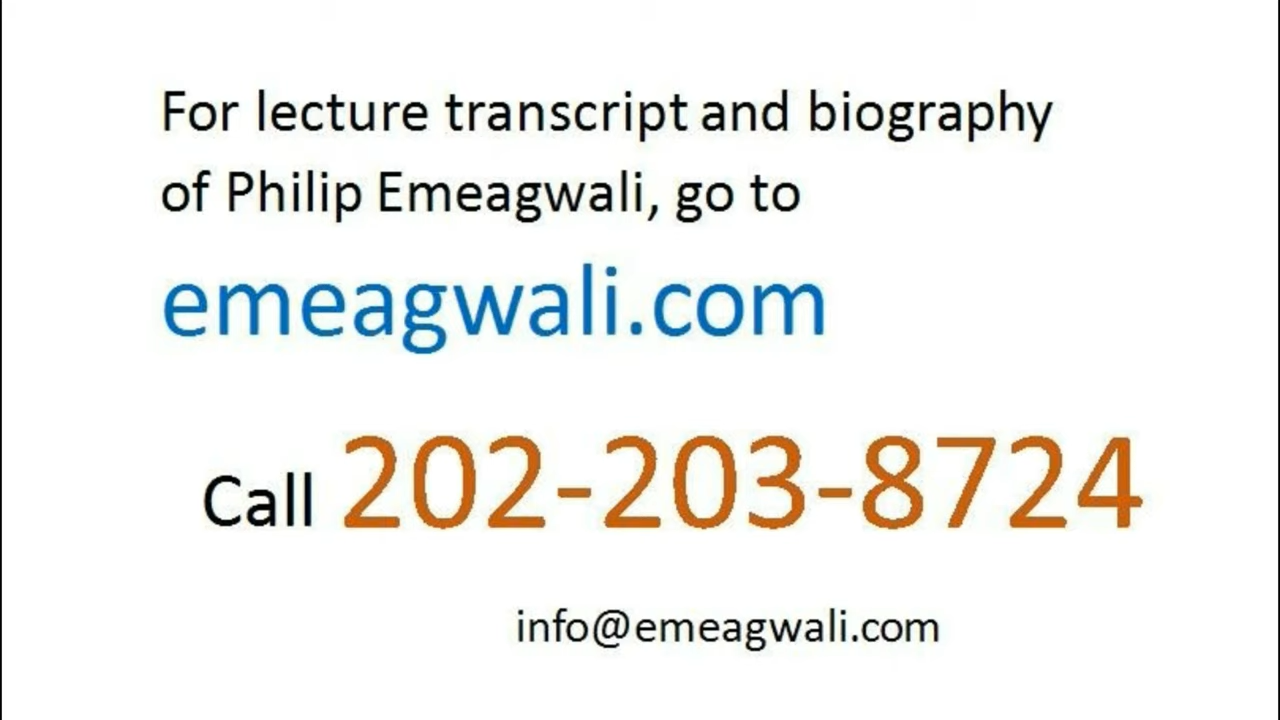 For lecture transcript and biography
of Philip Emeagwali, go to
emeagwali.com
Call 202-203-8724
info@emeagwali.com